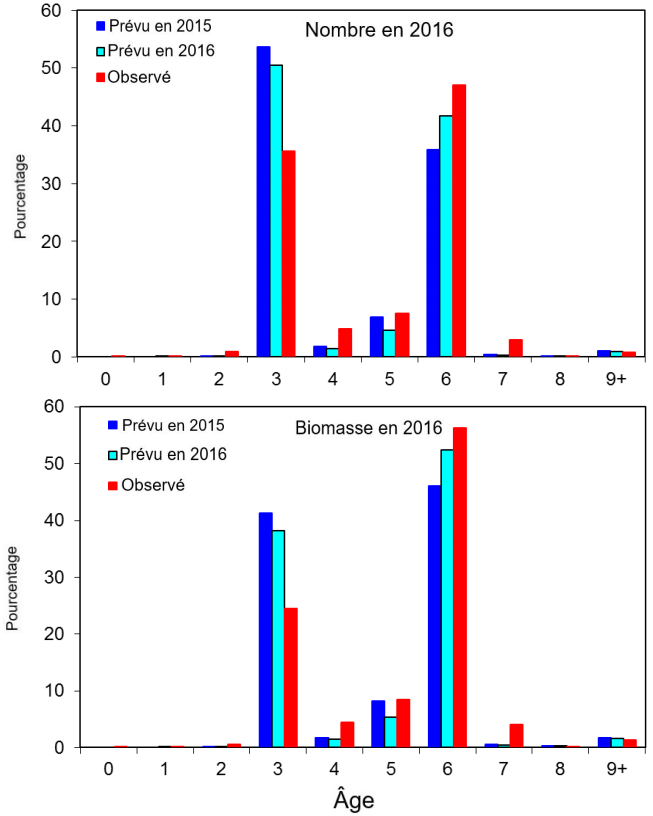 Nombre en 2016
Prévu en 2015
Prévu en 2016
Observé
Pourcentage
60
50
40
30
20
10
0
0 1 2 3 4 5 6 7 8 9+
Biomasse en 2016
Prévu en 2015
Prévu en 2016
Observé
Pourcentage
60
50
40
30
20
10
0
0 1 2 3 4 5 6 7 8 9+
Âge